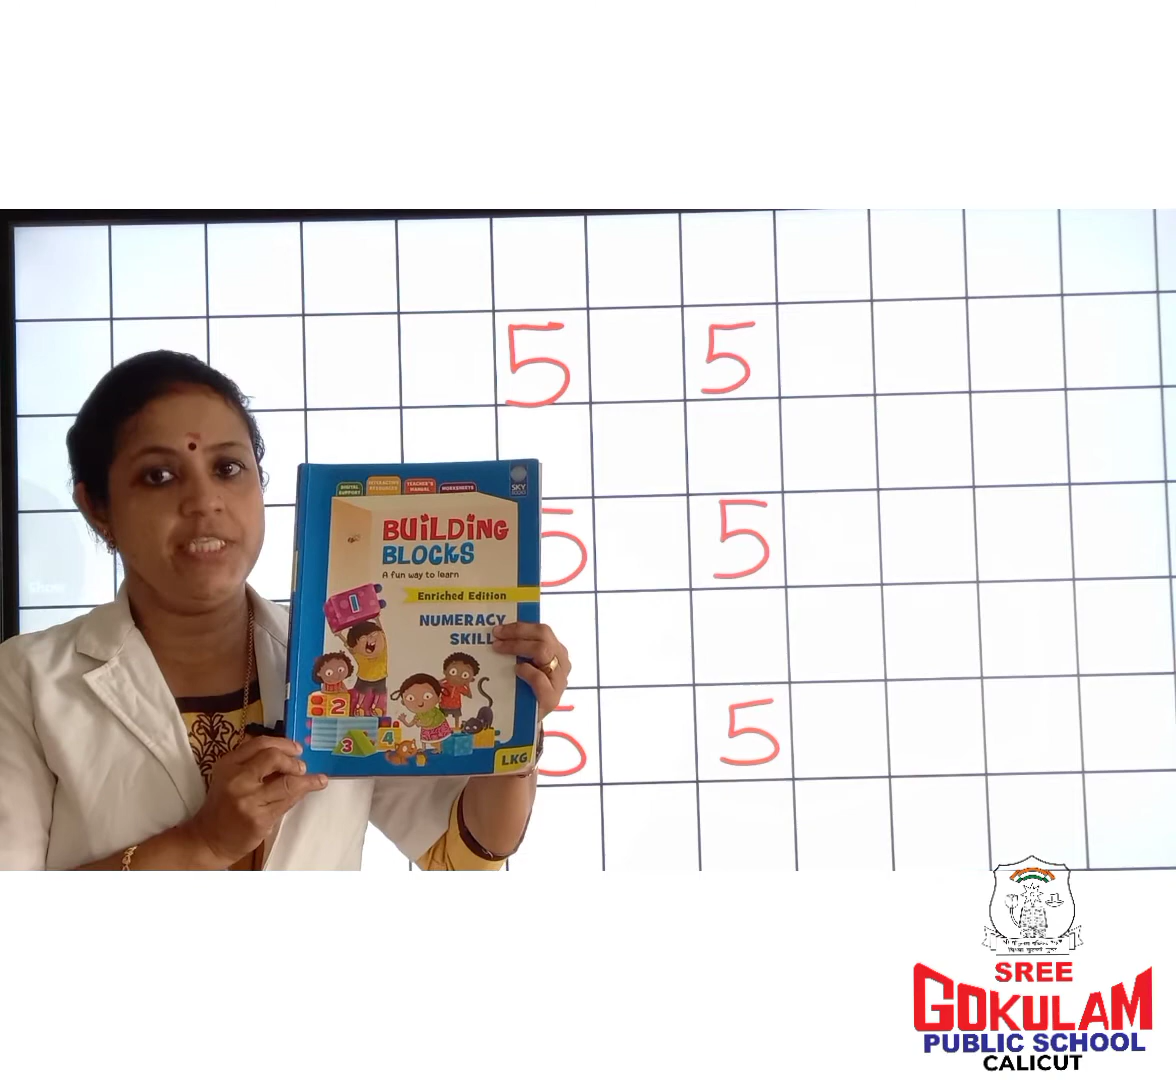 5 5
5 5
5 5
Show
DIGITAL SUPPORT
INTERACTIVE RESOURCES
TEACHER'S MANUAL
WORKSHEETS
SKY
BUiLDiNG
BLOCKS
A fun way to learn
Enriched Edition
NUMERACY
SKILL
1
2
3 4
LKG
SREE
GOKULAM
PUBLIC SCHOOL
CALICUT